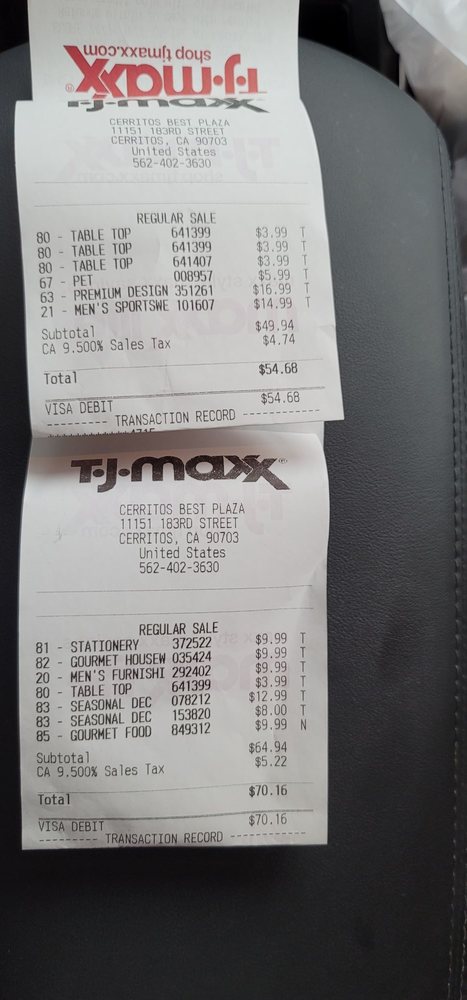 shop tjmaxx.com
T·J·maxx®
T·J·maxx
CERRITOS BEST PLAZA
11151 183RD STREET
CERRITOS, CA 90703
United States
562-402-3630
REGULAR SALE
80 - TABLE TOP 641399 $3.99 T
80 - TABLE TOP 641399 $3.99 T
80 - TABLE TOP 641407 $3.99 T
67 - PET 008957 $5.99 T
63 - PREMIUM DESIGN 351261 $16.99 T
21 - MEN'S SPORTSWE 101607 $14.99 T
Subtotal $49.94
CA 9.500% Sales Tax $4.74
Total $54.68
VISA DEBIT $54.68
---------- TRANSACTION RECORD ----------
T·J·maxx®
CERRITOS BEST PLAZA
11151 183RD STREET
CERRITOS, CA 90703
United States
562-402-3630
REGULAR SALE
81 - STATIONERY 372522 $9.99 T
82 - GOURMET HOUSEW 035424 $9.99 T
20 - MEN'S FURNISHI 292402 $9.99 T
80 - TABLE TOP 641399 $3.99 T
83 - SEASONAL DEC 078212 $12.99 T
83 - SEASONAL DEC 153820 $8.00 T
85 - GOURMET FOOD 849312 $9.99 N
Subtotal $64.94
CA 9.500% Sales Tax $5.22
Total $70.16
VISA DEBIT $70.16
---------- TRANSACTION RECORD ----------